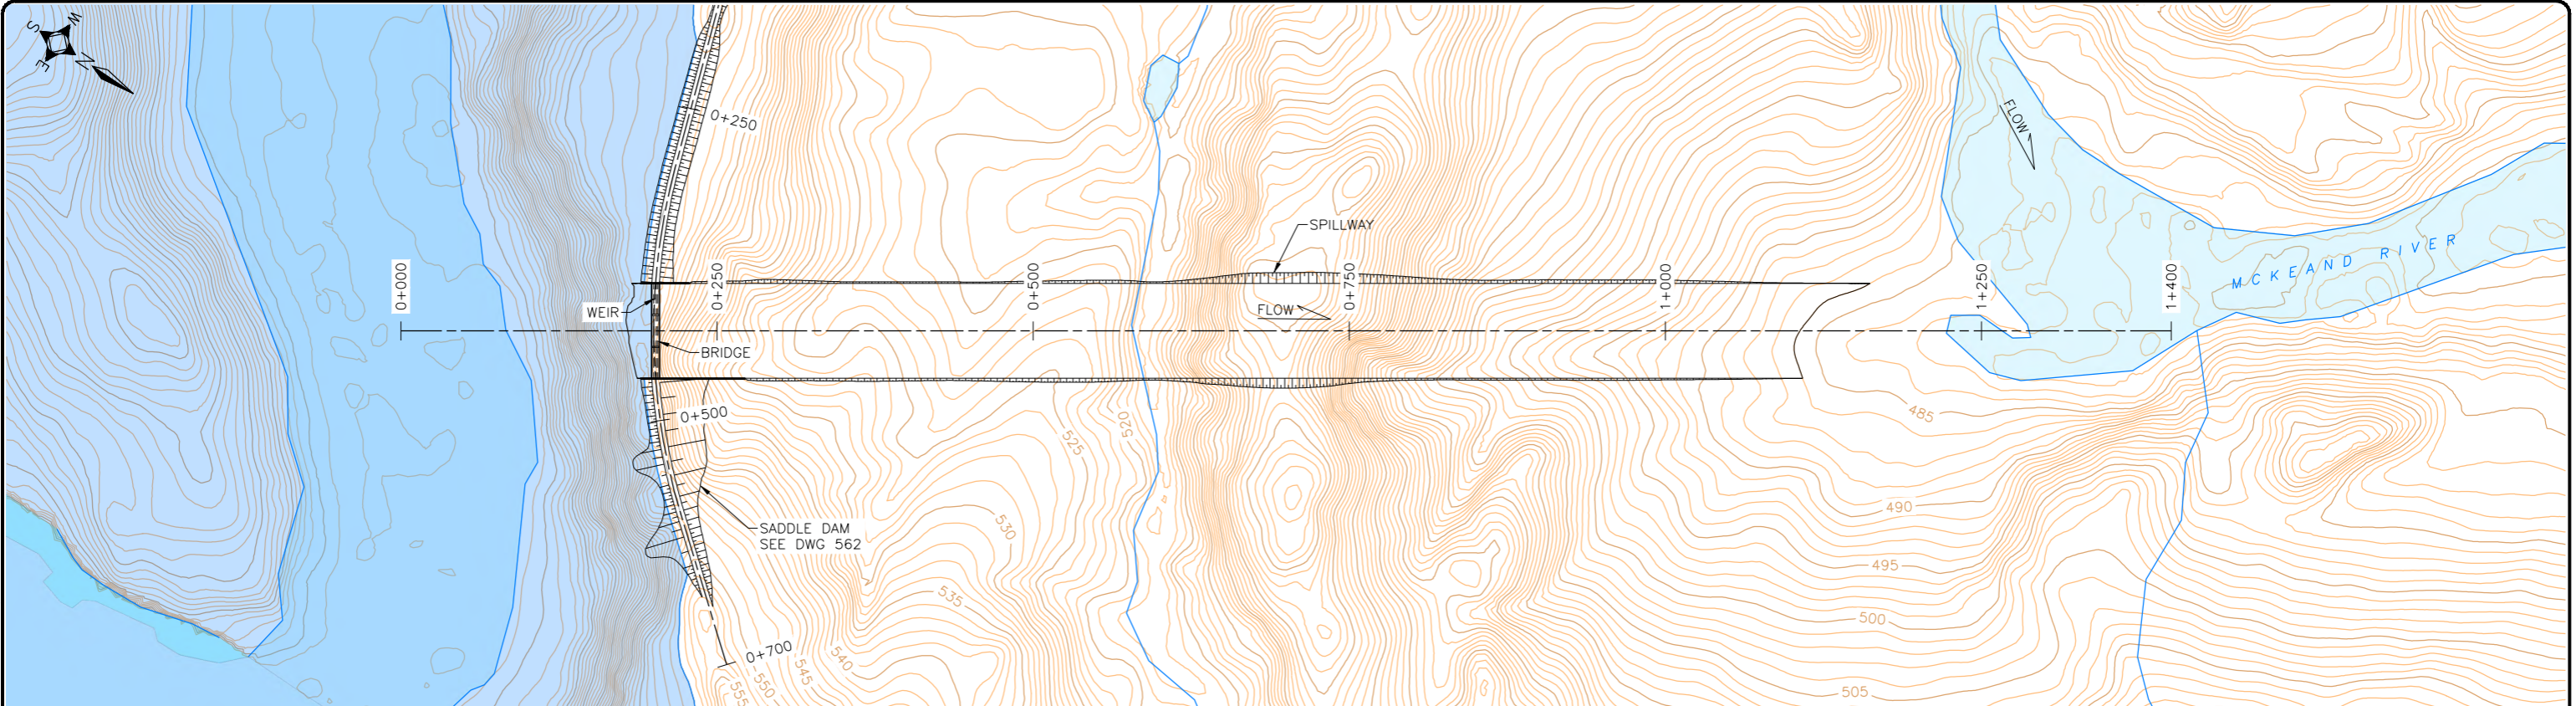 W
S
N
E
0+250
FLOW
SPILLWAY
MCKEAND RIVER
0+000
0+250
0+500
0+750
1+000
1+250
1+400
WEIR
FLOW
BRIDGE
0+500
485
520
525
490
SADDLE DAM
SEE DWG 562
530
495
535
500
0+700
540
545
550
555
505